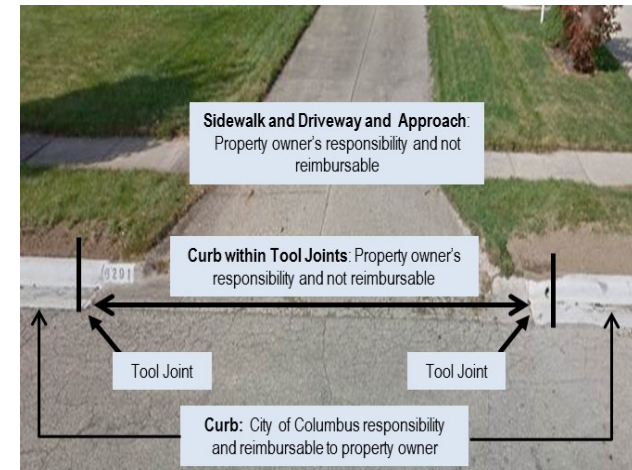 Sidewalk and Driveway and Approach:
Property owner's responsibility and not
reimbursable
Curb within Tool Joints: Property owner's
responsibility and not reimbursable
Tool Joint
Tool Joint
Curb: City of Columbus responsibility
and reimbursable to property owner